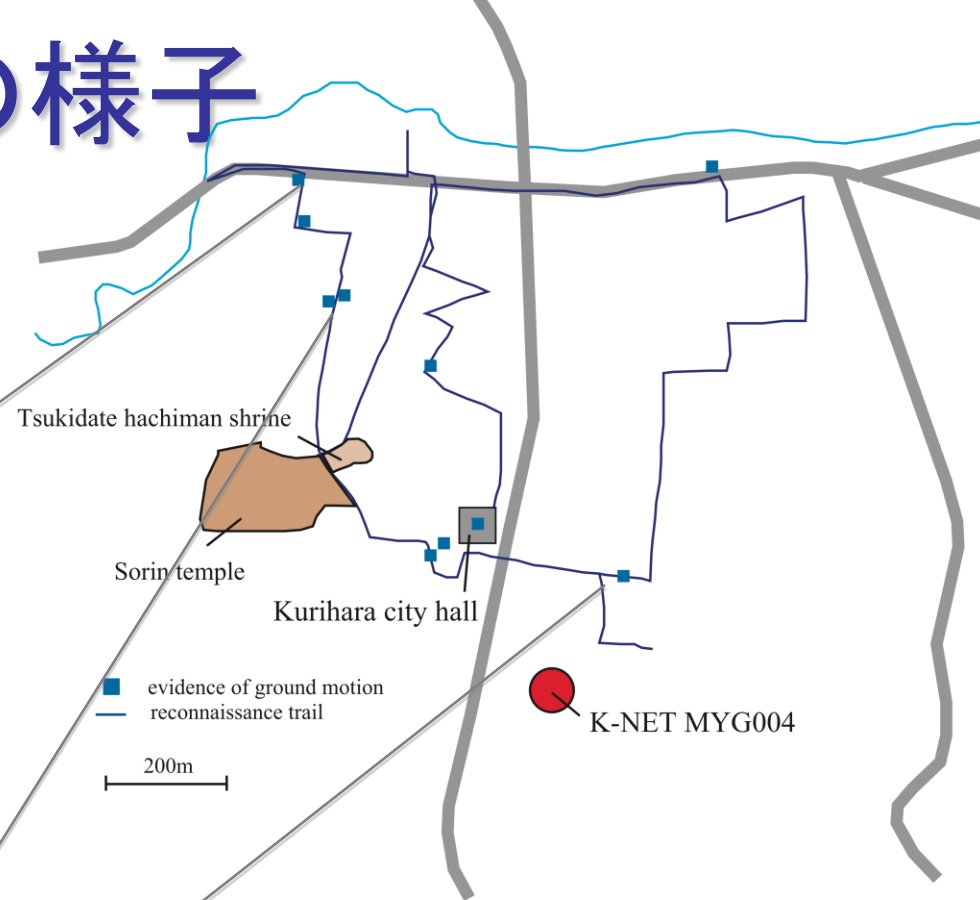 の様子
Tsukidate hachiman shrine
Sorin temple
Kurihara city hall
evidence of ground motion
reconnaissance trail
K-NET MYG004
200m